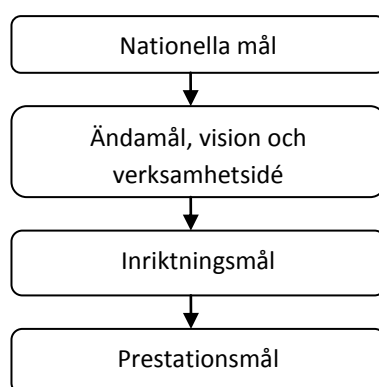 Nationella mål
Ändamål, vision och
verksamhetsidé
Inriktningsmål
Prestationsmål